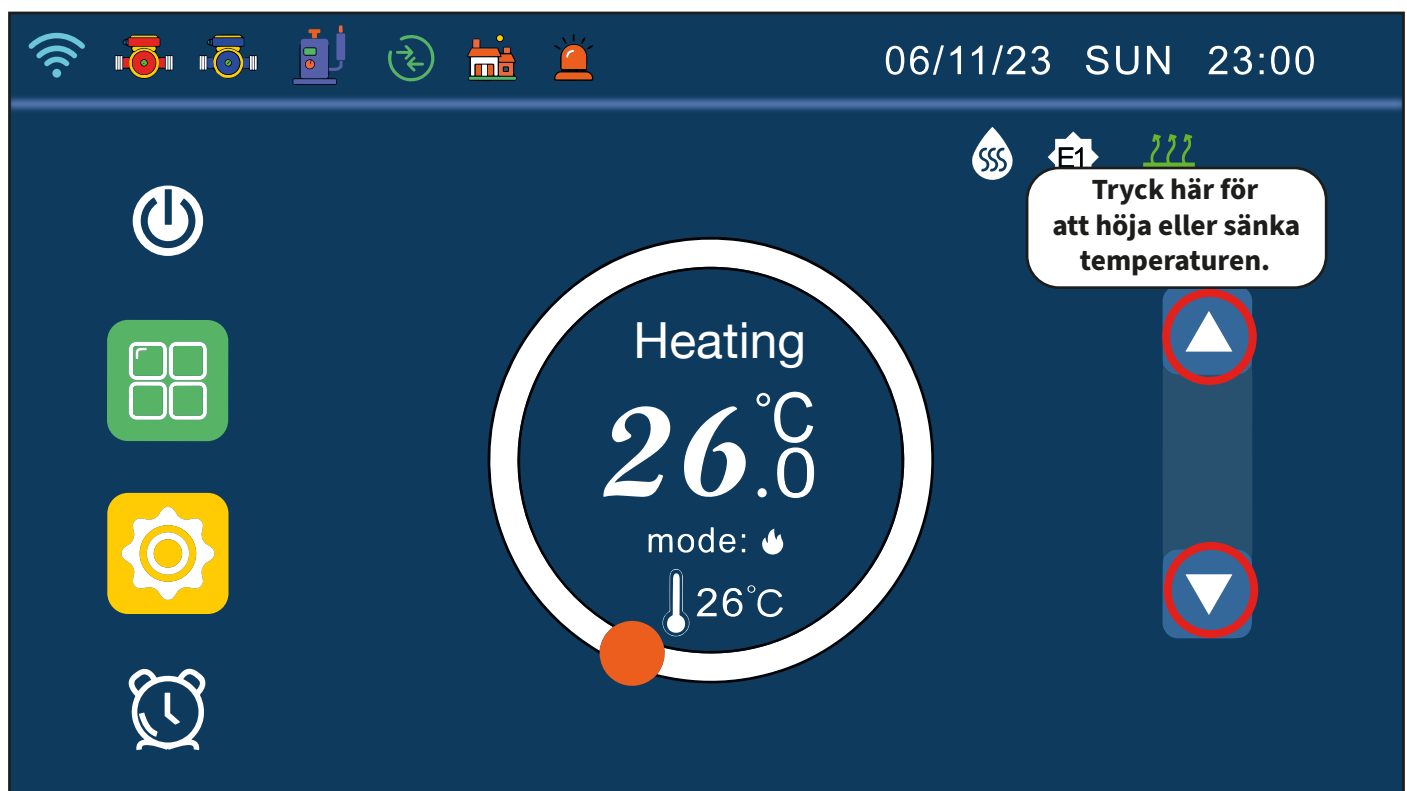 06/11/23 SUN 23:00
E1
Tryck här för
att höja eller sänka
temperaturen.
Heating
26.0°C
mode:
26°C